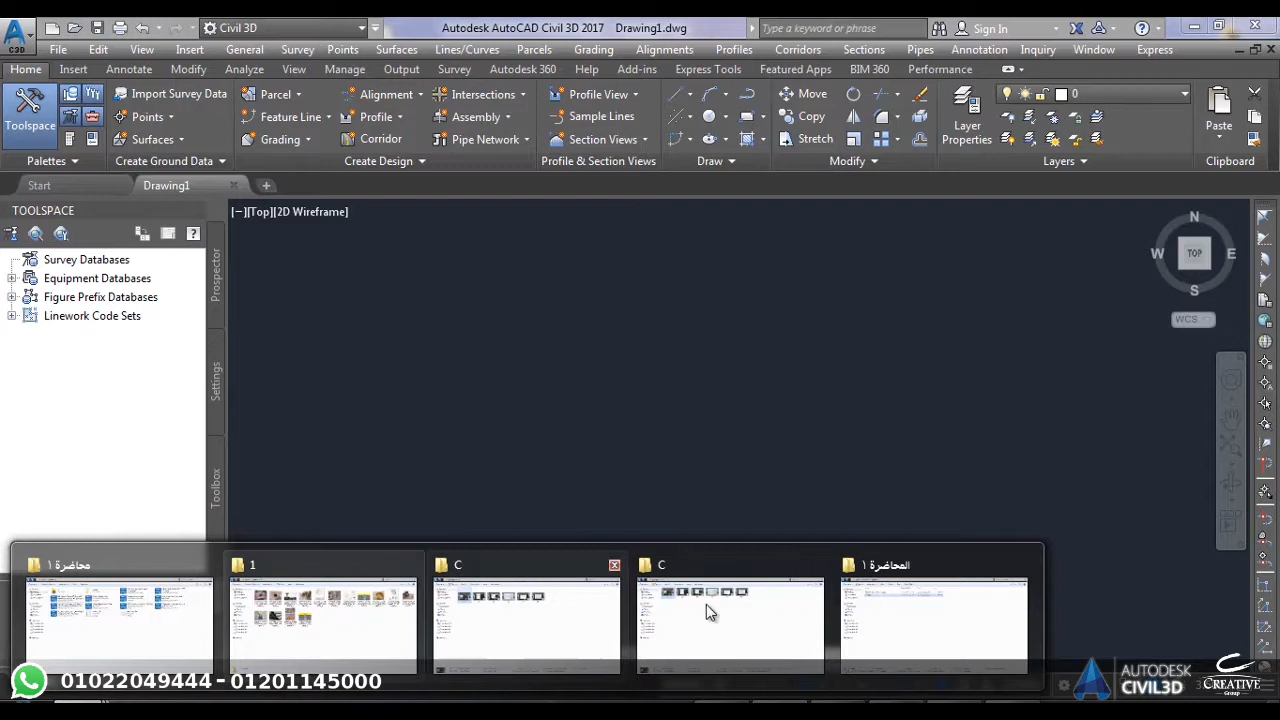 Civil 3D
Autodesk AutoCAD Civil 3D 2017 Drawing1.dwg
Type a keyword or phrase
Sign In
C3D
File Edit View Insert General Survey Points Surfaces Lines/Curves Parcels Grading Alignments Profiles Corridors Sections Pipes Annotation Inquiry Window Express
Home Insert Annotate Modify Analyze View Manage Output Survey Autodesk 360 Help Add-ins Express Tools Featured Apps BIM 360 Performance
Import Survey Data Parcel Alignment Intersections Profile View Move 0
Toolspace Points Feature Line Profile Assembly Sample Lines Copy Layer Properties Paste
Surfaces Grading Corridor Pipe Network Section Views Stretch
Palettes Create Ground Data Create Design Profile & Section Views Draw Modify Layers Clipboard
Start Drawing1
TOOLSPACE
[−][Top][2D Wireframe]
Survey Databases
Equipment Databases
Figure Prefix Databases
Linework Code Sets
Prospector
Settings
Toolbox
N
W TOP E
S
WCS
محاضرة ١
1
C
C
المحاضرة ١
01022049444 - 01201145000
AUTODESK
CIVIL3D
CREATIVE
Group